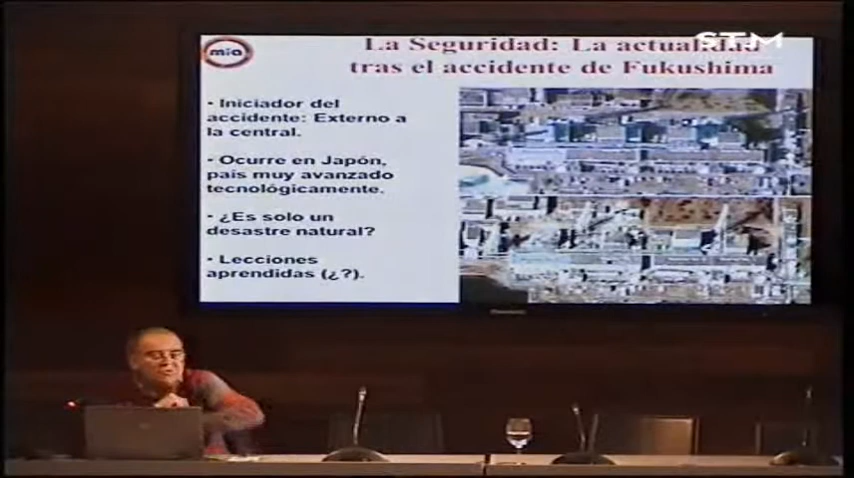 STM
mia
La Seguridad: La actualidad
tras el accidente de Fukushima
• Iniciador del
accidente: Externo a
la central.
• Ocurre en Japón,
país muy avanzado
tecnológicamente.
• ¿Es solo un
desastre natural?
• Lecciones
aprendidas (¿?).